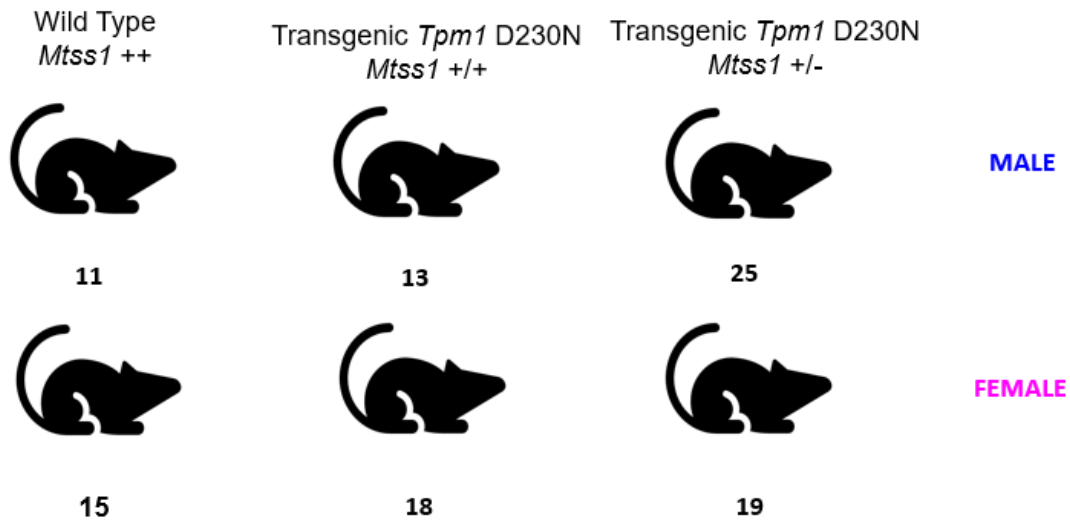 Wild Type
Mtss1 ++
Transgenic Tpm1 D230N
Mtss1 +/+
Transgenic Tpm1 D230N
Mtss1 +/-
MALE
11
13
25
FEMALE
15
18
19